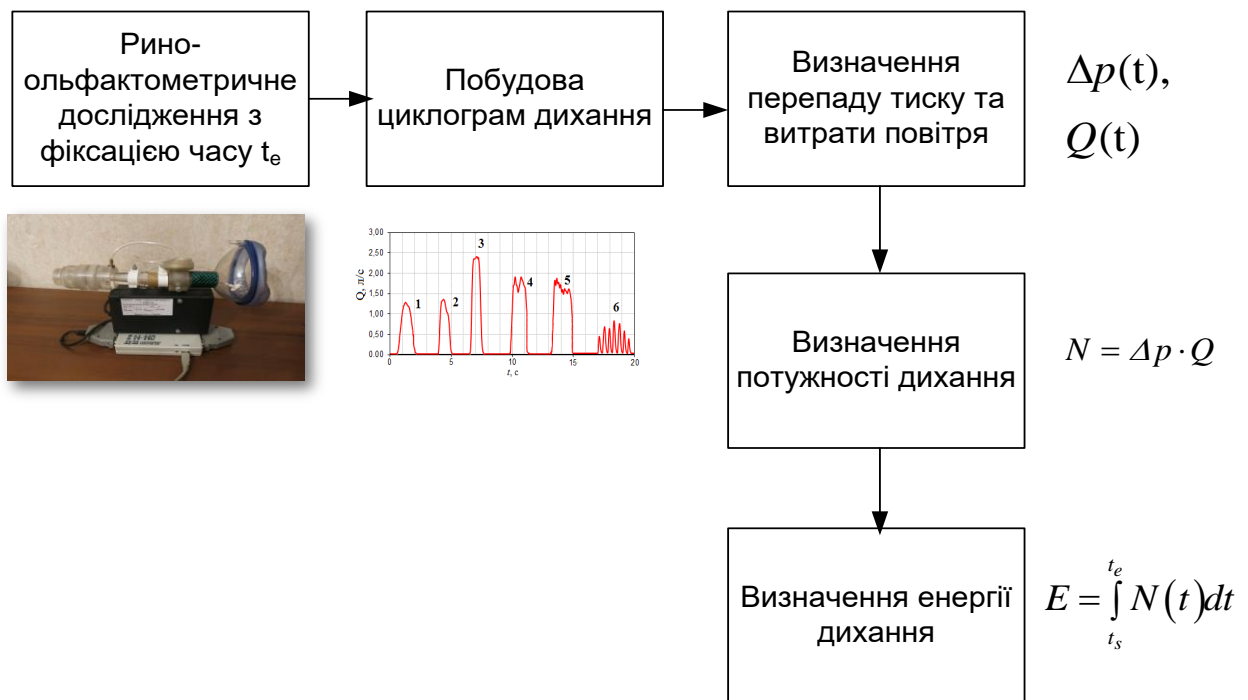 Рино-
ольфактометричне
дослідження з
фіксацією часу tₑ
Побудова
циклограм дихання
Визначення
перепаду тиску та
витрати повітря
Δp(t),
Q(t)
3,00
2,50
2,00
1,50
1,00
0,50
0,00
Q, л/с
1
2
3
4
5
6
0
5
10
15
20
t, с
Визначення
потужності дихання
N = Δp · Q
Визначення енергії
дихання
E = ∫ₜₛᵗᵉ N(t)dt